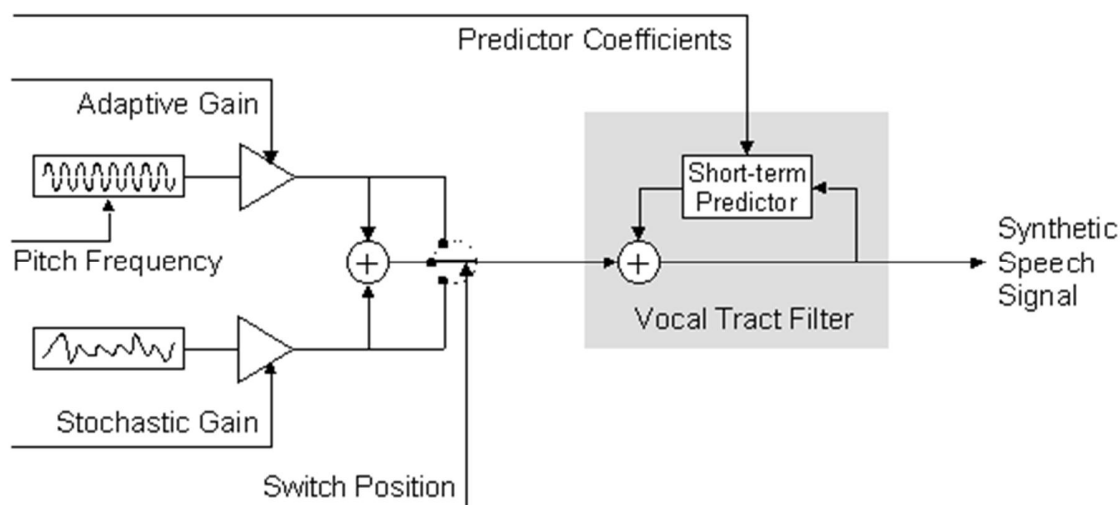 Predictor Coefficients
Adaptive Gain
Short-term
Predictor
Pitch Frequency
Synthetic
Speech
Signal
Vocal Tract Filter
Stochastic Gain
Switch Position